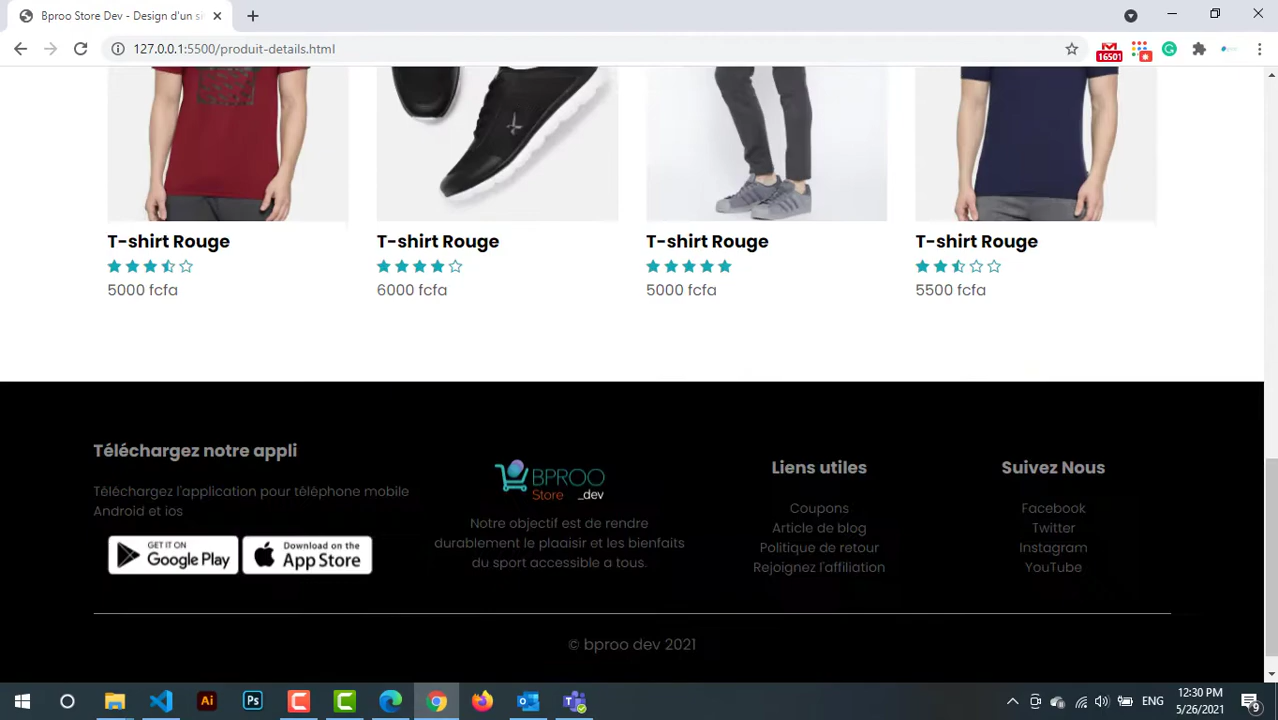 Bproo Store Dev - Design d'un si
127.0.0.1:5500/produit-details.html
16501
T-shirt Rouge
5000 fcfa
T-shirt Rouge
6000 fcfa
T-shirt Rouge
5000 fcfa
T-shirt Rouge
5500 fcfa
Téléchargez notre appli
Téléchargez l'application pour téléphone mobile
Android et ios
GET IT ON
Google Play
Download on the
App Store
BPROO
Store _dev
Notre objectif est de rendre
durablement le plaaisir et les bienfaits
du sport accessible a tous.
Liens utiles
Coupons
Article de blog
Politique de retour
Rejoignez l'affiliation
Suivez Nous
Facebook
Twitter
Instagram
YouTube
© bproo dev 2021
Ai
Ps
ENG
12:30 PM
5/26/2021
9